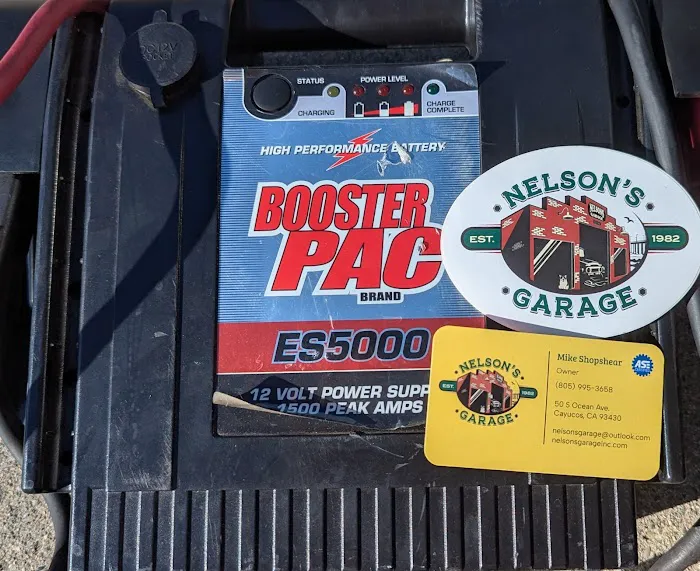 STATUS
POWER LEVEL
CHARGING
CHARGE
COMPLETE
HIGH PERFORMANCE BATTERY
BOOSTER
PAC
BRAND
ES5000
12 VOLT POWER SUPP
1500 PEAK AMPS
NELSON'S
EST. 1982
GARAGE
NELSON'S
GARAGE
Mike Shopshear
Owner
(805) 995-3658
50 S Ocean Ave.
Cayucos, CA 93430
nelsonsgarage@outlook.com
nelsonsgarageinc.com
ASE